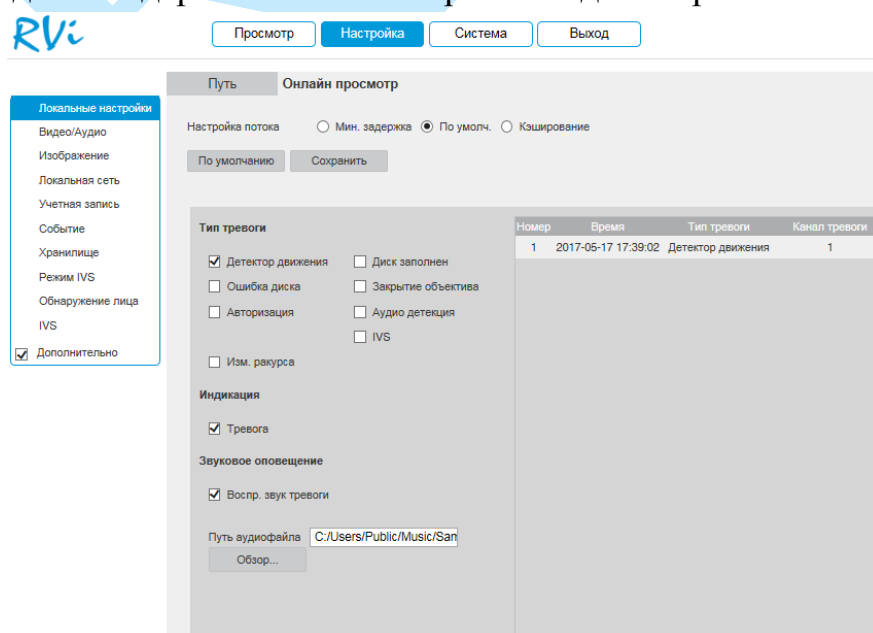 RVi
Просмотр Настройка Система Выход
Путь Онлайн просмотр
Локальные настройки
Видео/Аудио
Изображение
Локальная сеть
Учетная запись
Событие
Хранилище
Режим IVS
Обнаружение лица
IVS
Дополнительно
Настройка потока Мин. задержка По умолч. Кэширование
По умолчанию Сохранить
Тип тревоги
Детектор движения Диск заполнен
Ошибка диска Закрытие объектива
Авторизация Аудио детекция
IVS
Изм. ракурса
Индикация
Тревога
Звуковое оповещение
Воспр. звук тревоги
Путь аудиофайла C:/Users/Public/Music/Sam
Обзор...
Номер Время Тип тревоги Канал тревоги
1 2017-05-17 17:39:02 Детектор движения 1